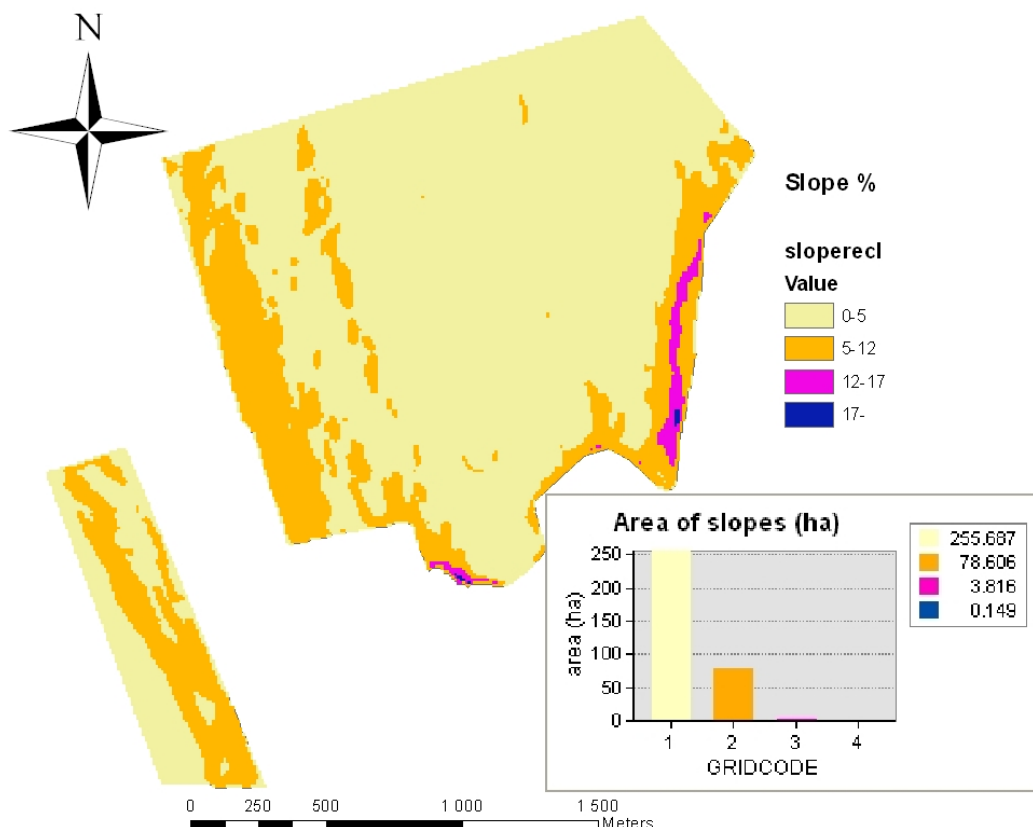 N
Slope %
sloperecl
Value
0-5
5-12
12-17
17-
Area of slopes (ha)
255.687
78.606
3.816
0.149
area (ha)
250
200
150
100
50
0
1 2 3 4
GRIDCODE
0 250 500 1 000 1 500
Meters